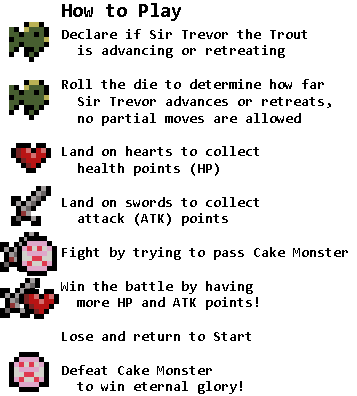 How to Play
Declare if Sir Trevor the Trout
is advancing or retreating
Roll the die to determine how far
Sir Trevor advances or retreats,
no partial moves are allowed
Land on hearts to collect
health points (HP)
Land on swords to collect
attack (ATK) points
Fight by trying to pass Cake Monster
Win the battle by having
more HP and ATK points!
Lose and return to Start
Defeat Cake Monster
to win eternal glory!